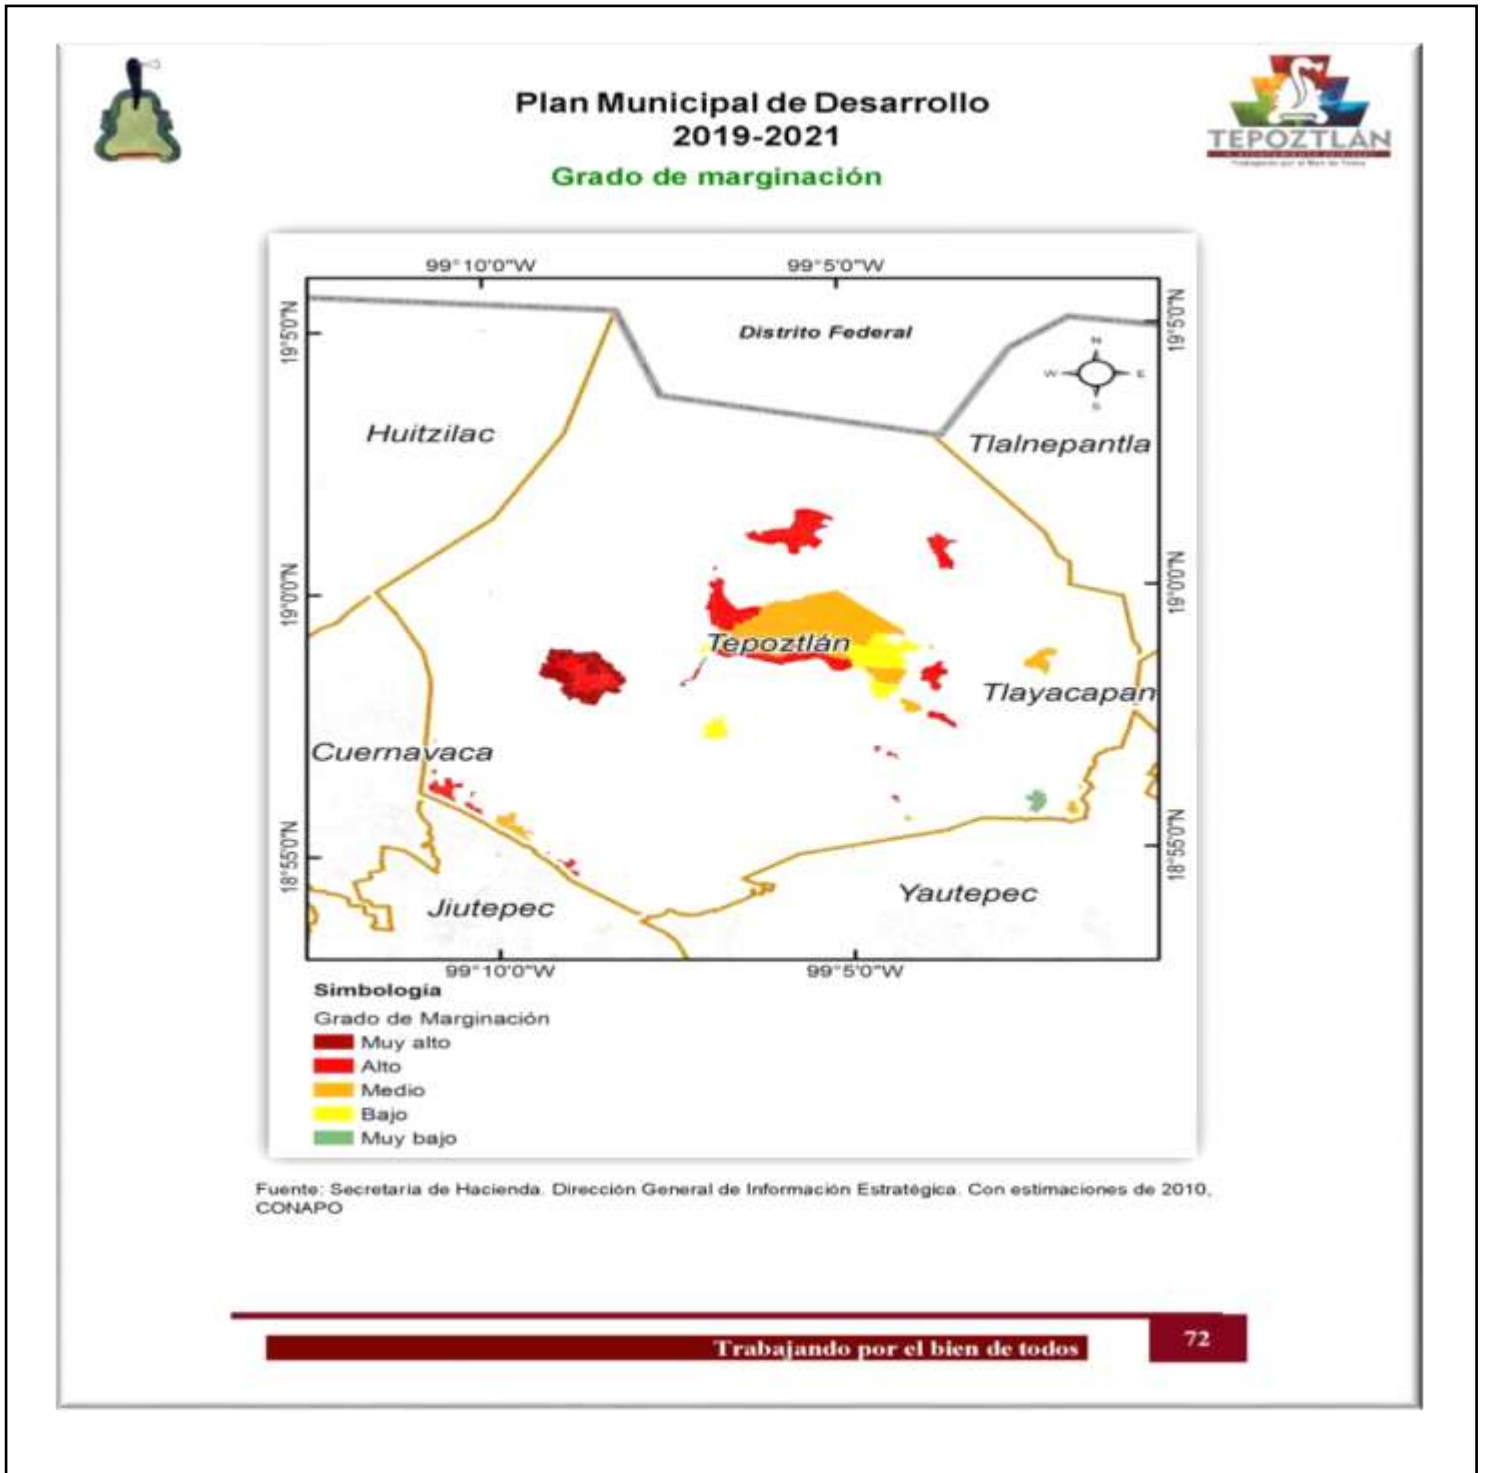 Plan Municipal de Desarrollo
2019-2021
Grado de marginación
TEPOZTLÁN
99°10'0"W 99°5'0"W
19°5'0"N
19°5'0"N
Distrito Federal
N
W E
S
Huitzilac
Tlalnepantla
19°0'0"N
19°0'0"N
Tepoztlán
Tlayacapan
Cuernavaca
18°55'0"N
18°55'0"N
Yautepec
Jiutepec
99°10'0"W 99°5'0"W
Simbología
Grado de Marginación
Muy alto
Alto
Medio
Bajo
Muy bajo
Fuente: Secretaria de Hacienda. Dirección General de Información Estratégica. Con estimaciones de 2010,
CONAPO
Trabajando por el bien de todos
72